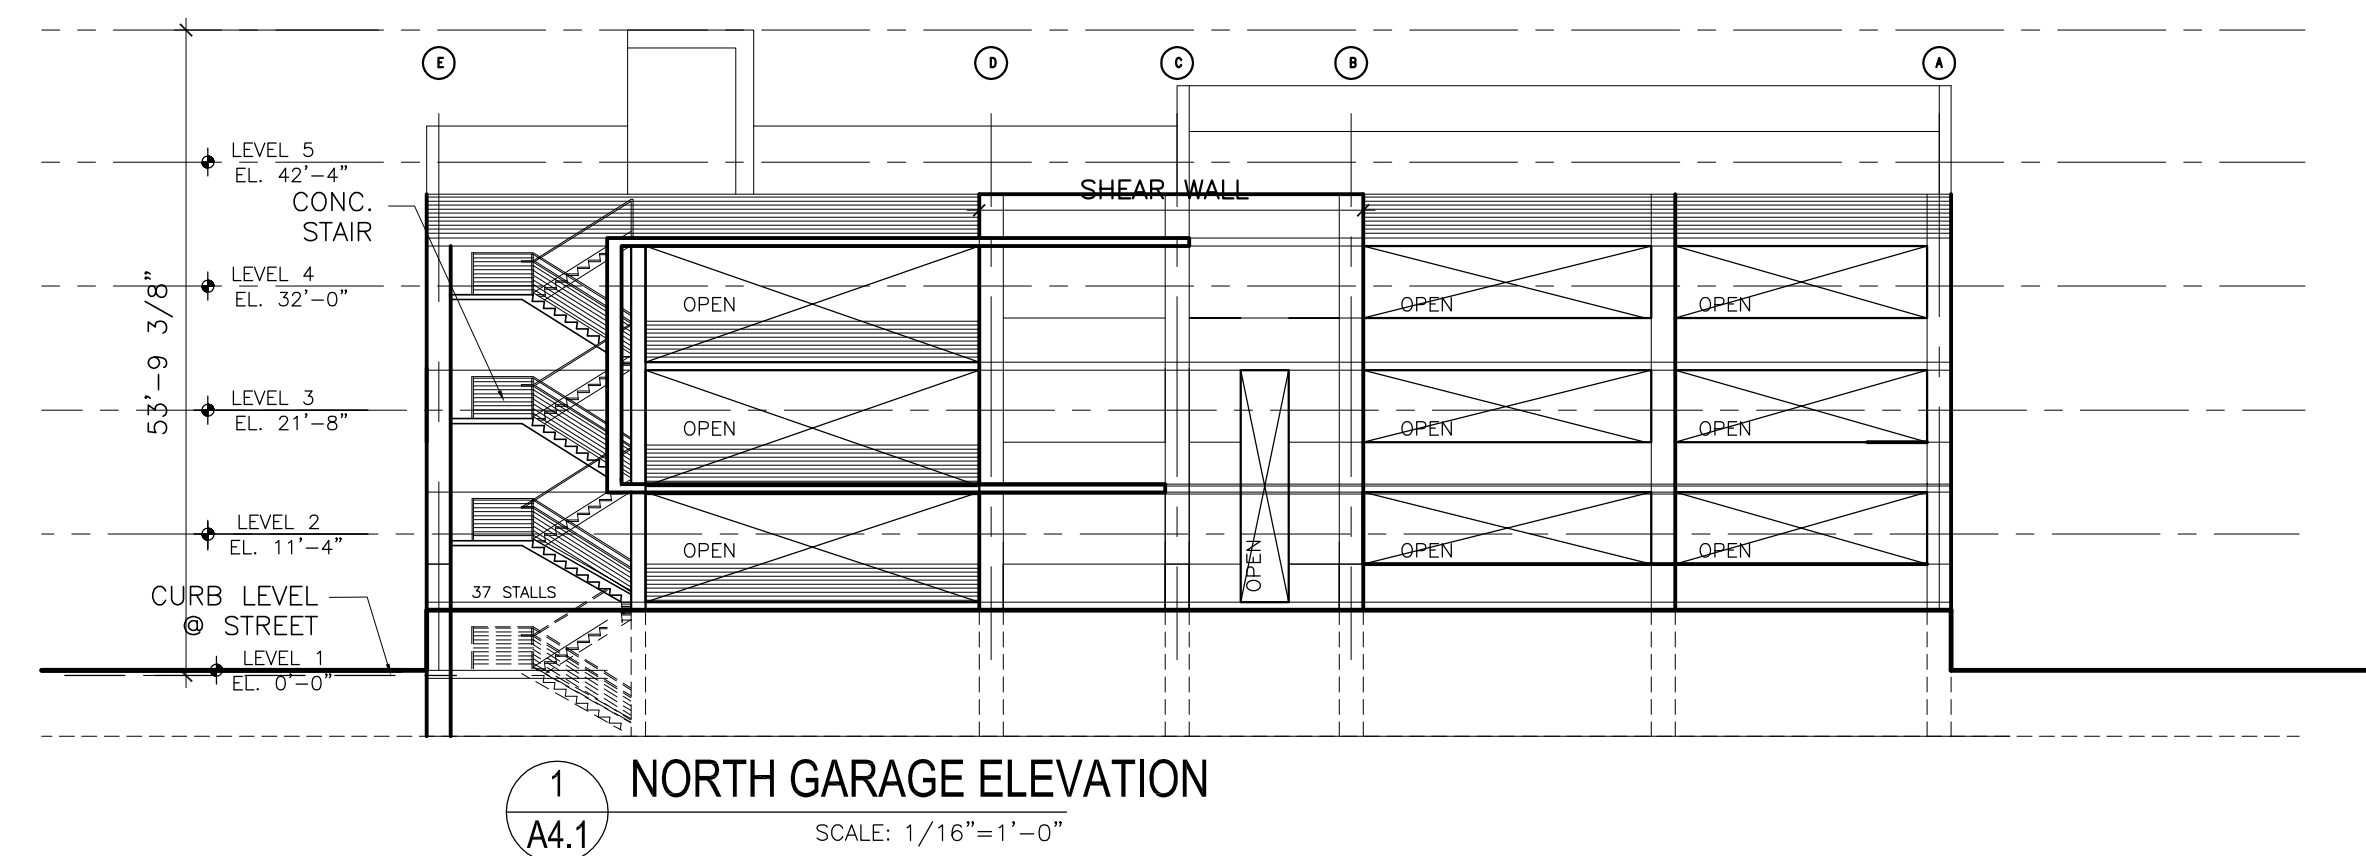 E
D
C
B
A
LEVEL 5
EL. 42'-4"
CONC.
STAIR
SHEAR WALL
LEVEL 4
EL. 32'-0"
OPEN
OPEN
OPEN
53'-9 3/8"
LEVEL 3
EL. 21'-8"
OPEN
OPEN
OPEN
LEVEL 2
EL. 11'-4"
OPEN
OPEN
OPEN
OPEN
37 STALLS
CURB LEVEL
@ STREET
LEVEL 1
EL. 0'-0"
1
A4.1
NORTH GARAGE ELEVATION
SCALE: 1/16"=1'-0"